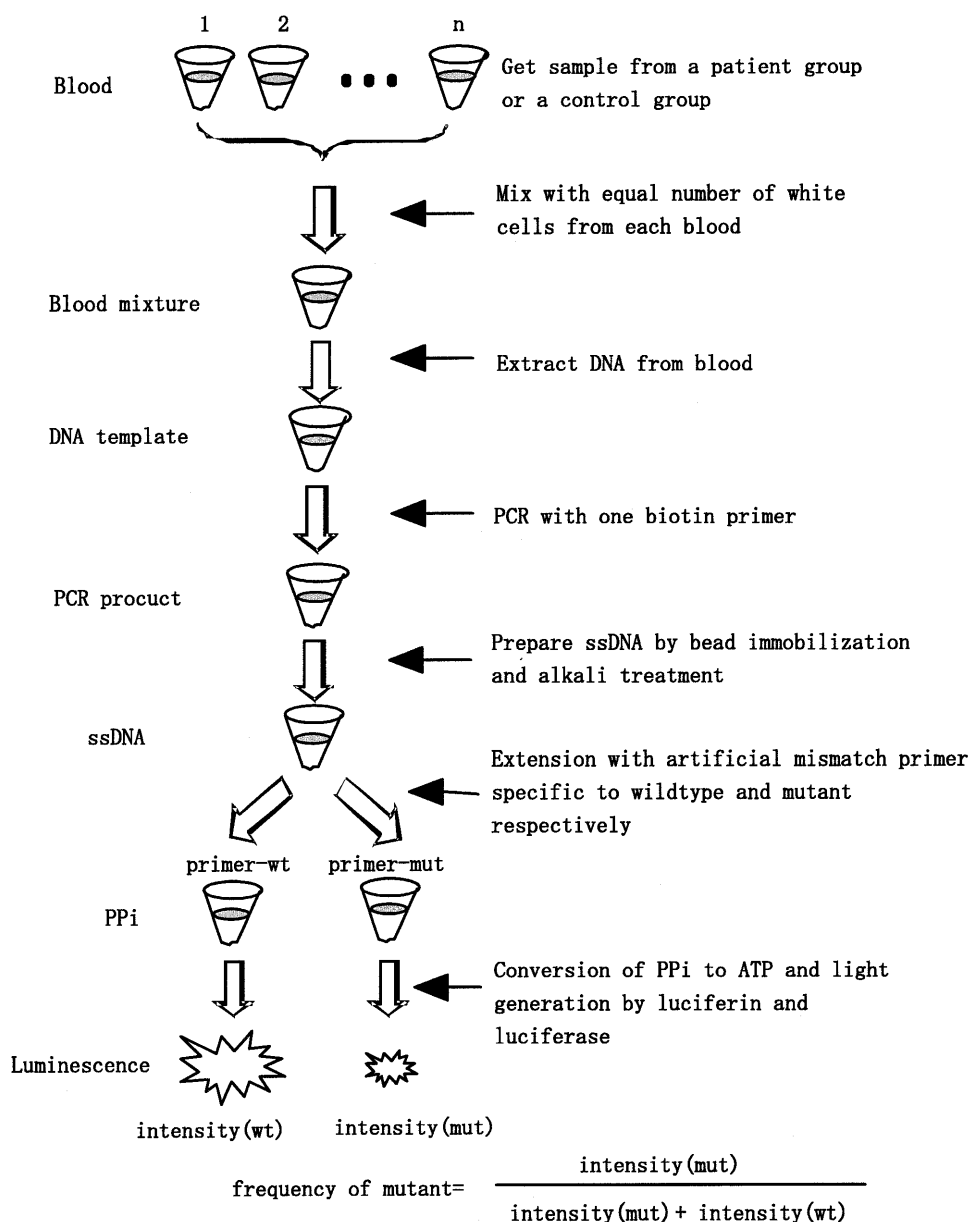 1 2 n
Blood
Get sample from a patient group
or a control group
Mix with equal number of white
cells from each blood
Blood mixture
Extract DNA from blood
DNA template
PCR with one biotin primer
PCR procuct
Prepare ssDNA by bead immobilization
and alkali treatment
ssDNA
Extension with artificial mismatch primer
specific to wildtype and mutant
respectively
primer-wt primer-mut
PPi
Conversion of PPi to ATP and light
generation by luciferin and
luciferase
Luminescence
intensity(wt) intensity(mut)
frequency of mutant=
intensity(mut)
intensity(mut)+ intensity(wt)